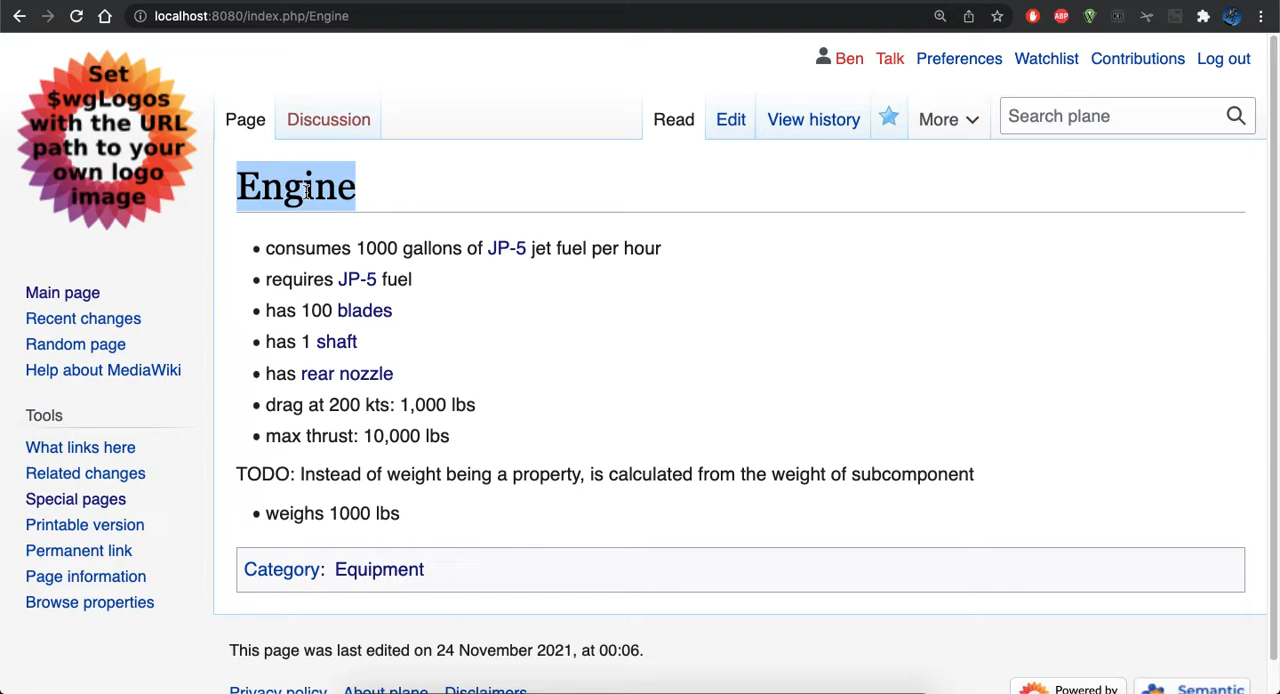 localhost:8080/index.php/Engine
ABP
Set
$wgLogos
with the URL
path to your
own logo
image
Ben Talk Preferences Watchlist Contributions Log out
Page Discussion Read Edit View history More Search plane
Engine
• consumes 1000 gallons of JP-5 jet fuel per hour
• requires JP-5 fuel
• has 100 blades
• has 1 shaft
• has rear nozzle
• drag at 200 kts: 1,000 lbs
• max thrust: 10,000 lbs
TODO: Instead of weight being a property, is calculated from the weight of subcomponent
• weighs 1000 lbs
Category: Equipment
Main page
Recent changes
Random page
Help about MediaWiki
Tools
What links here
Related changes
Special pages
Printable version
Permanent link
Page information
Browse properties
This page was last edited on 24 November 2021, at 00:06.
Privacy policy About plane Disclaimers
Powered by
Semantic